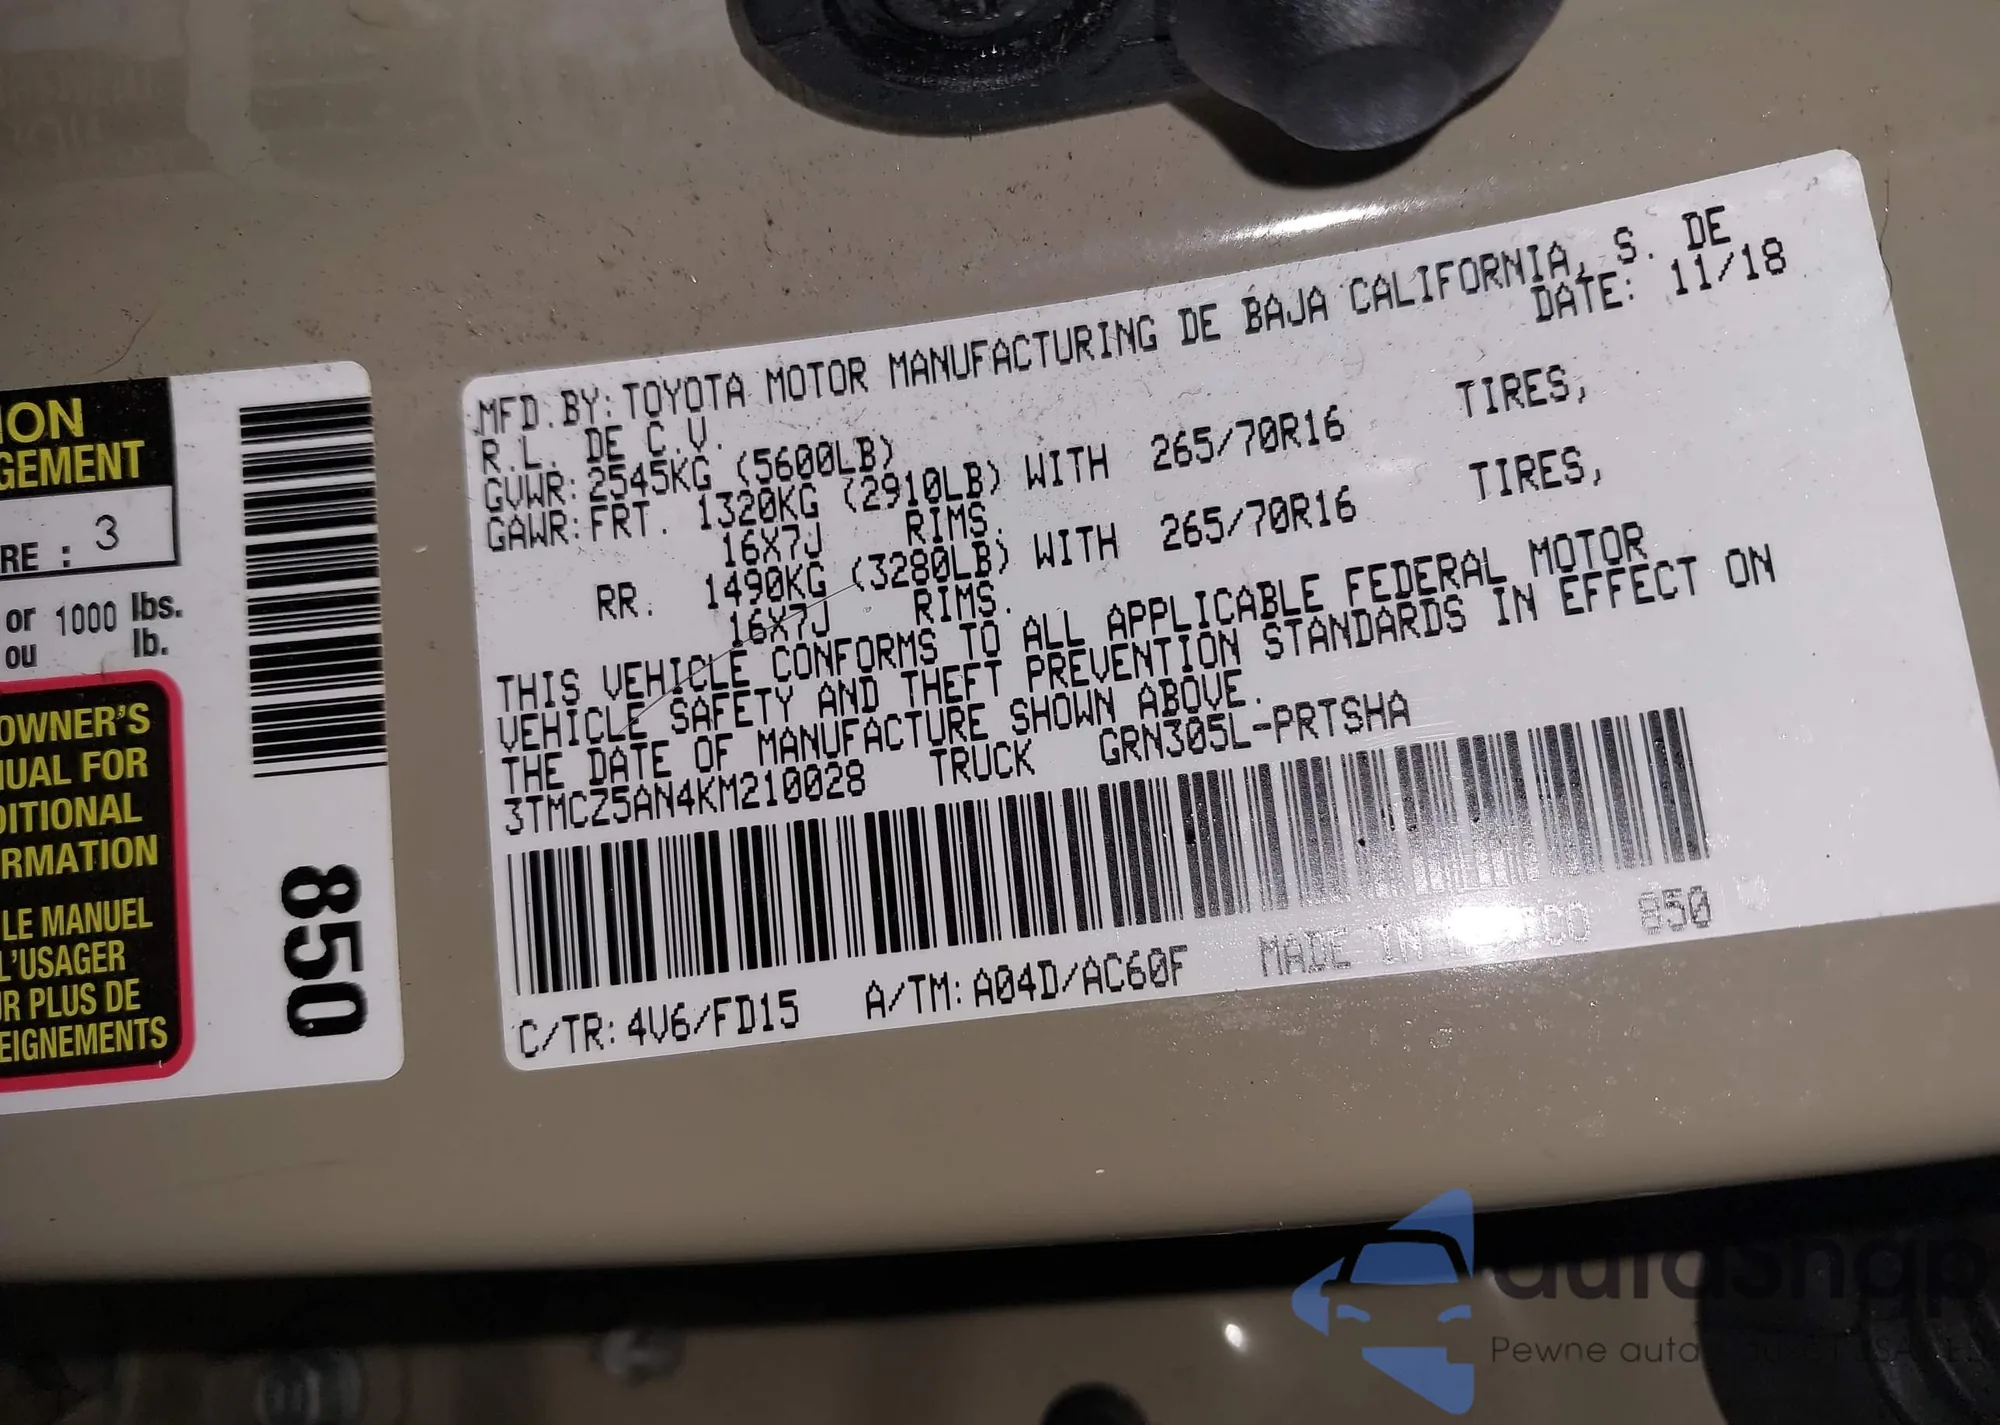 ION
GEMENT
RE : 3
or 1000 lbs.
ou lb.
OWNER'S
NUAL FOR
DITIONAL
RMATION
LE MANUEL
L'USAGER
UR PLUS DE
EIGNEMENTS
850
MFD.BY:TOYOTA MOTOR MANUFACTURING DE BAJA CALIFORNIA, S. DE
R.L. DE C.V. DATE: 11/18
GVWR:2545KG (5600LB)
GAWR:FRT. 1320KG (2910LB) WITH 265/70R16 TIRES,
16X7J RIMS.
RR. 1490KG (3280LB) WITH 265/70R16 TIRES,
16X7J RIMS.
THIS VEHICLE CONFORMS TO ALL APPLICABLE FEDERAL MOTOR
VEHICLE SAFETY AND THEFT PREVENTION STANDARDS IN EFFECT ON
THE DATE OF MANUFACTURE SHOWN ABOVE.
3TMCZ5AN4KM210028 TRUCK GRN305L-PRTSHA
C/TR:4V6/FD15 A/TM:A04D/AC60F MADE IN 850
autasnap
Pewne auta